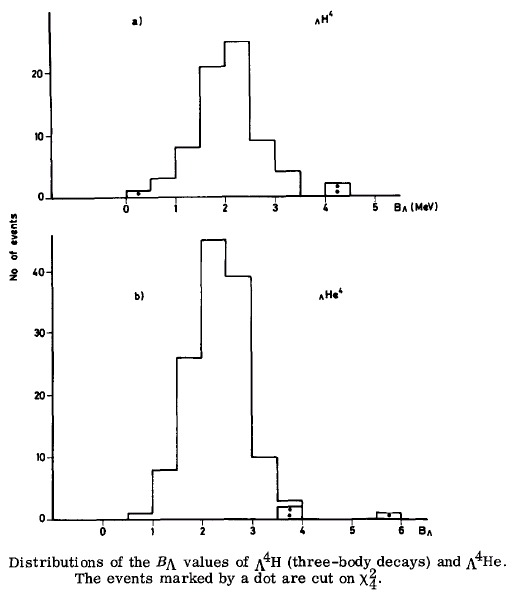 a)
ΛH⁴
20
10
0
0 1 2 3 4 5 BΛ (MeV)
No of events
b)
ΛHe⁴
40
30
20
10
0
0 1 2 3 4 5 6 BΛ
Distributions of the BΛ values of Λ⁴H (three-body decays) and Λ⁴He.
The events marked by a dot are cut on χ²₄.